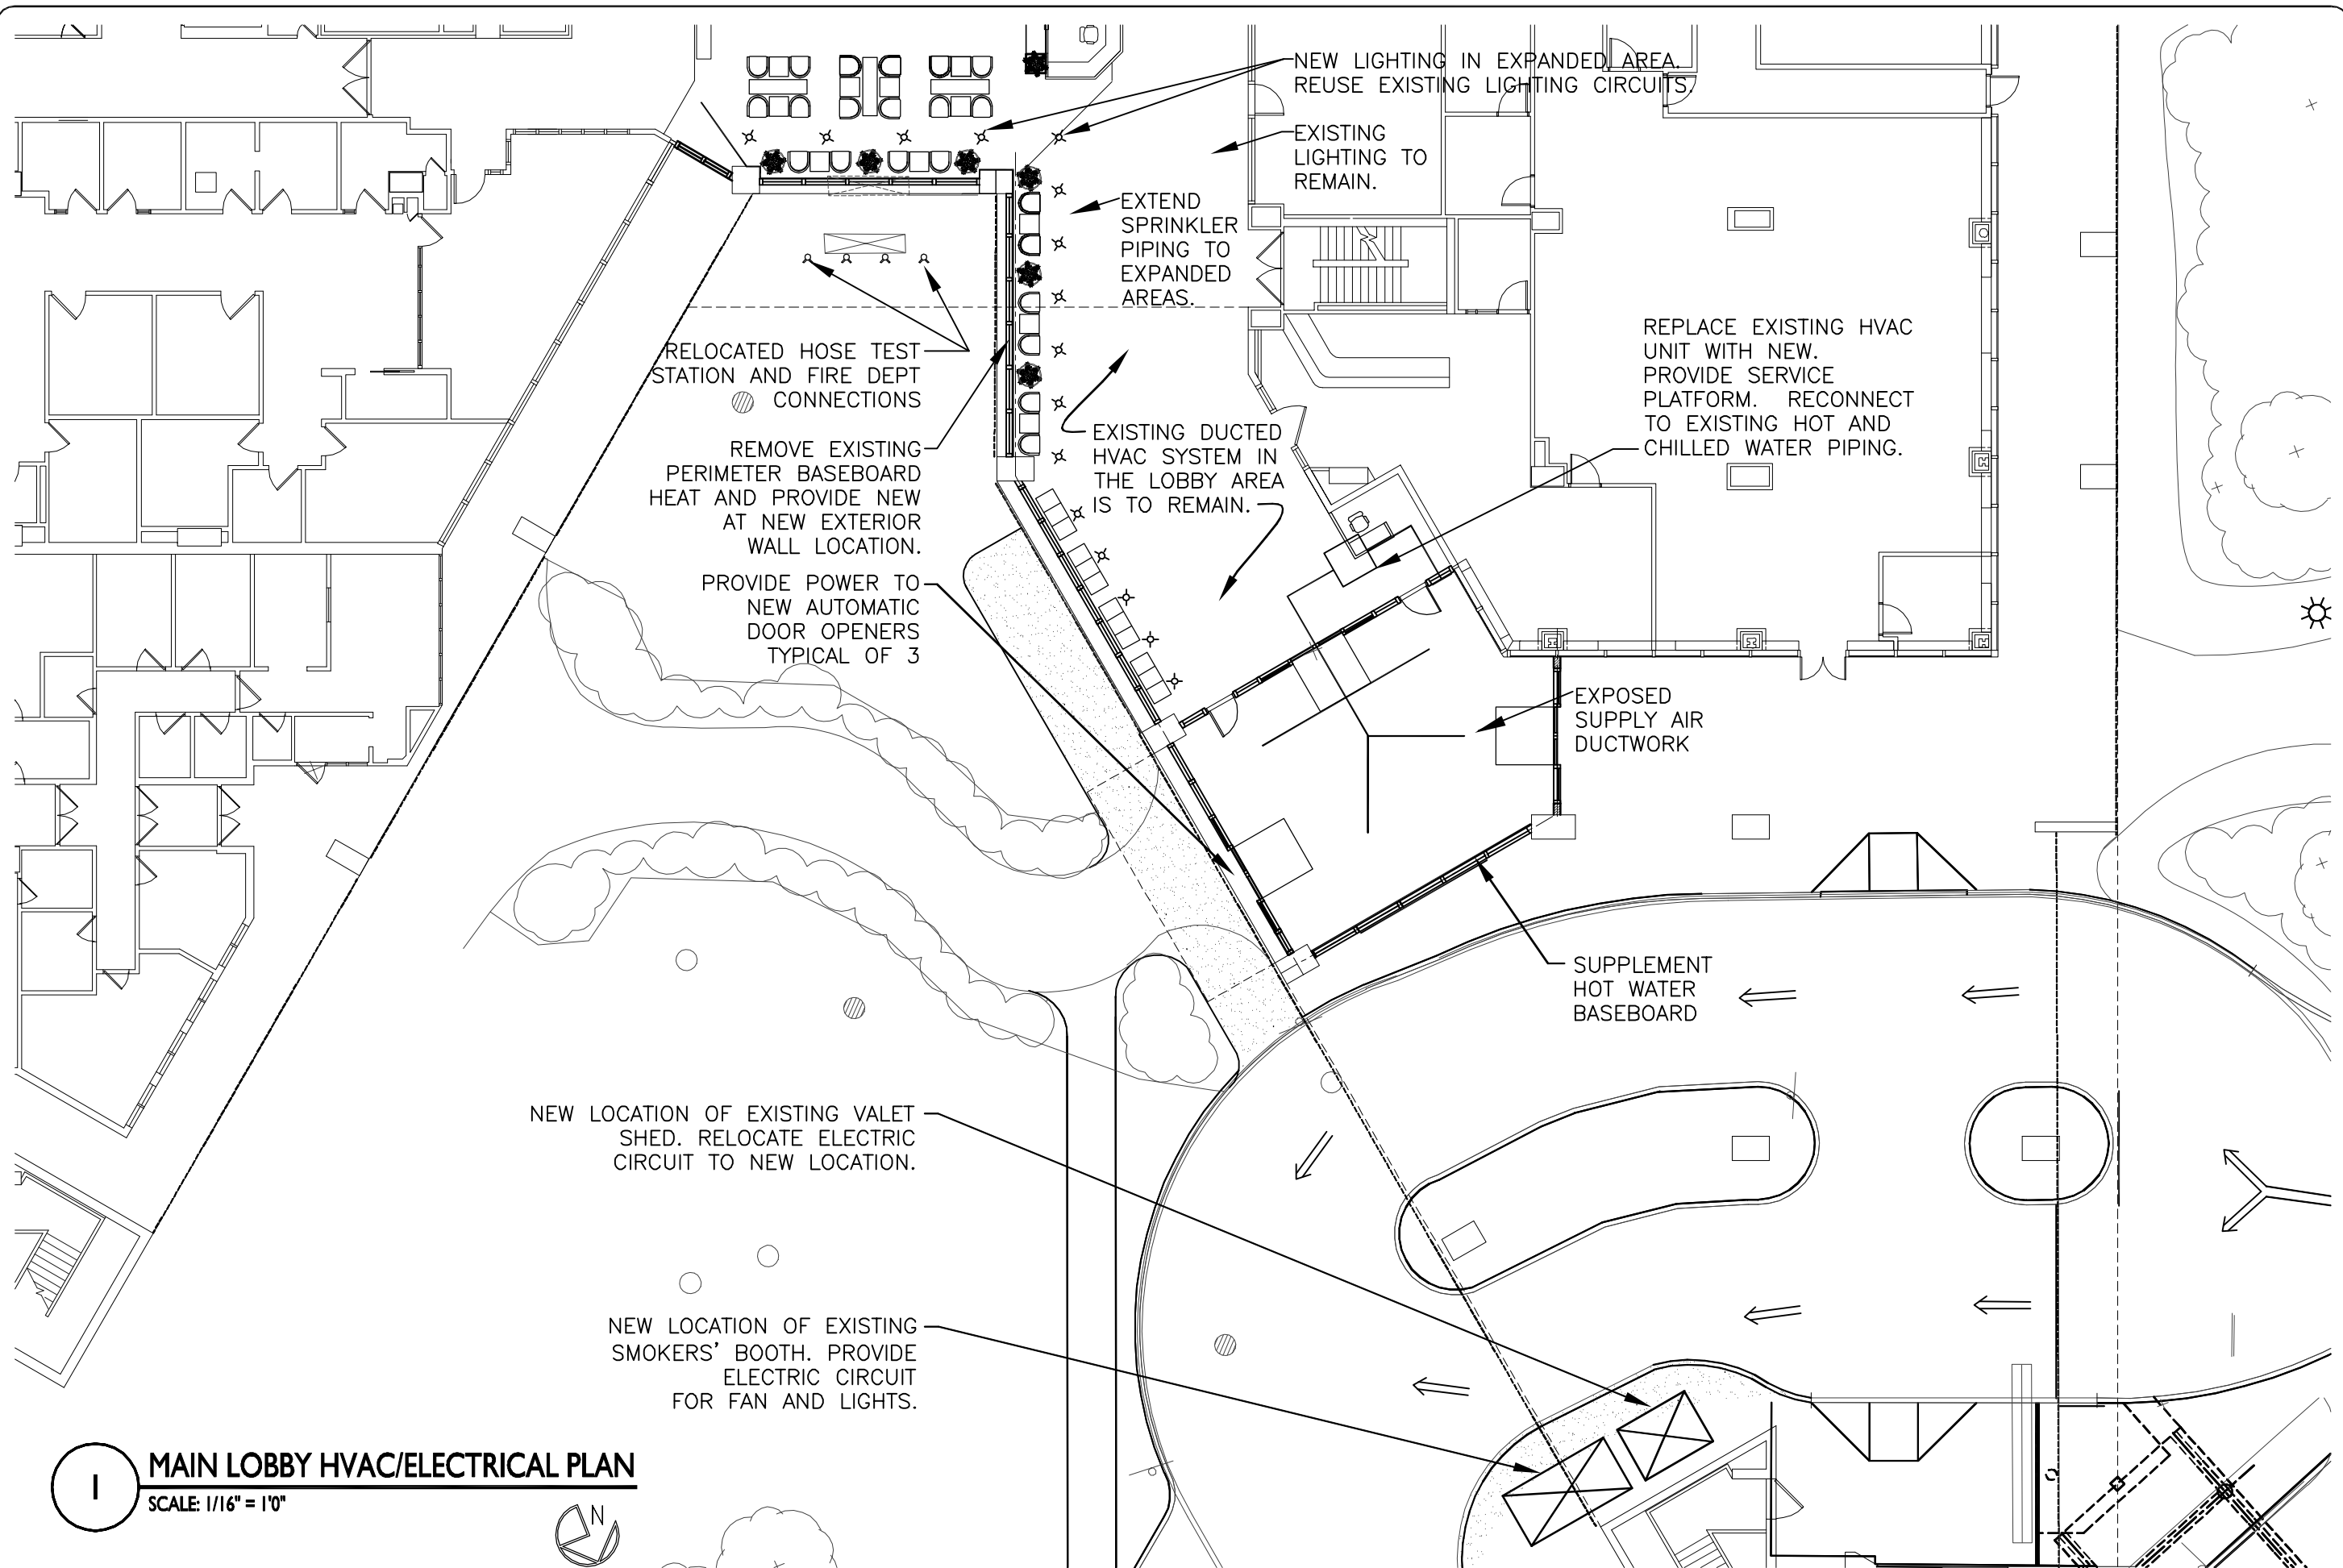 NEW LIGHTING IN EXPANDED AREA.
REUSE EXISTING LIGHTING CIRCUITS.
EXISTING
LIGHTING TO
REMAIN.
EXTEND
SPRINKLER
PIPING TO
EXPANDED
AREAS.
REPLACE EXISTING HVAC
UNIT WITH NEW.
PROVIDE SERVICE
PLATFORM. RECONNECT
TO EXISTING HOT AND
CHILLED WATER PIPING.
RELOCATED HOSE TEST
STATION AND FIRE DEPT
CONNECTIONS
EXISTING DUCTED
HVAC SYSTEM IN
THE LOBBY AREA
IS TO REMAIN.
REMOVE EXISTING
PERIMETER BASEBOARD
HEAT AND PROVIDE NEW
AT NEW EXTERIOR
WALL LOCATION.
PROVIDE POWER TO
NEW AUTOMATIC
DOOR OPENERS
TYPICAL OF 3
EXPOSED
SUPPLY AIR
DUCTWORK
SUPPLEMENT
HOT WATER
BASEBOARD
NEW LOCATION OF EXISTING VALET
SHED. RELOCATE ELECTRIC
CIRCUIT TO NEW LOCATION.
NEW LOCATION OF EXISTING
SMOKERS' BOOTH. PROVIDE
ELECTRIC CIRCUIT
FOR FAN AND LIGHTS.
1
MAIN LOBBY HVAC/ELECTRICAL PLAN
SCALE: 1/16" = 1'0"
N